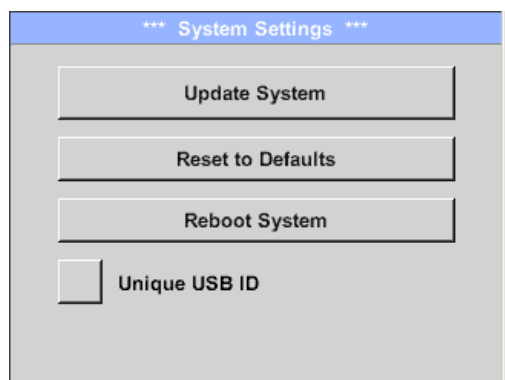 *** System Settings ***
Update System
Reset to Defaults
Reboot System
Unique USB ID